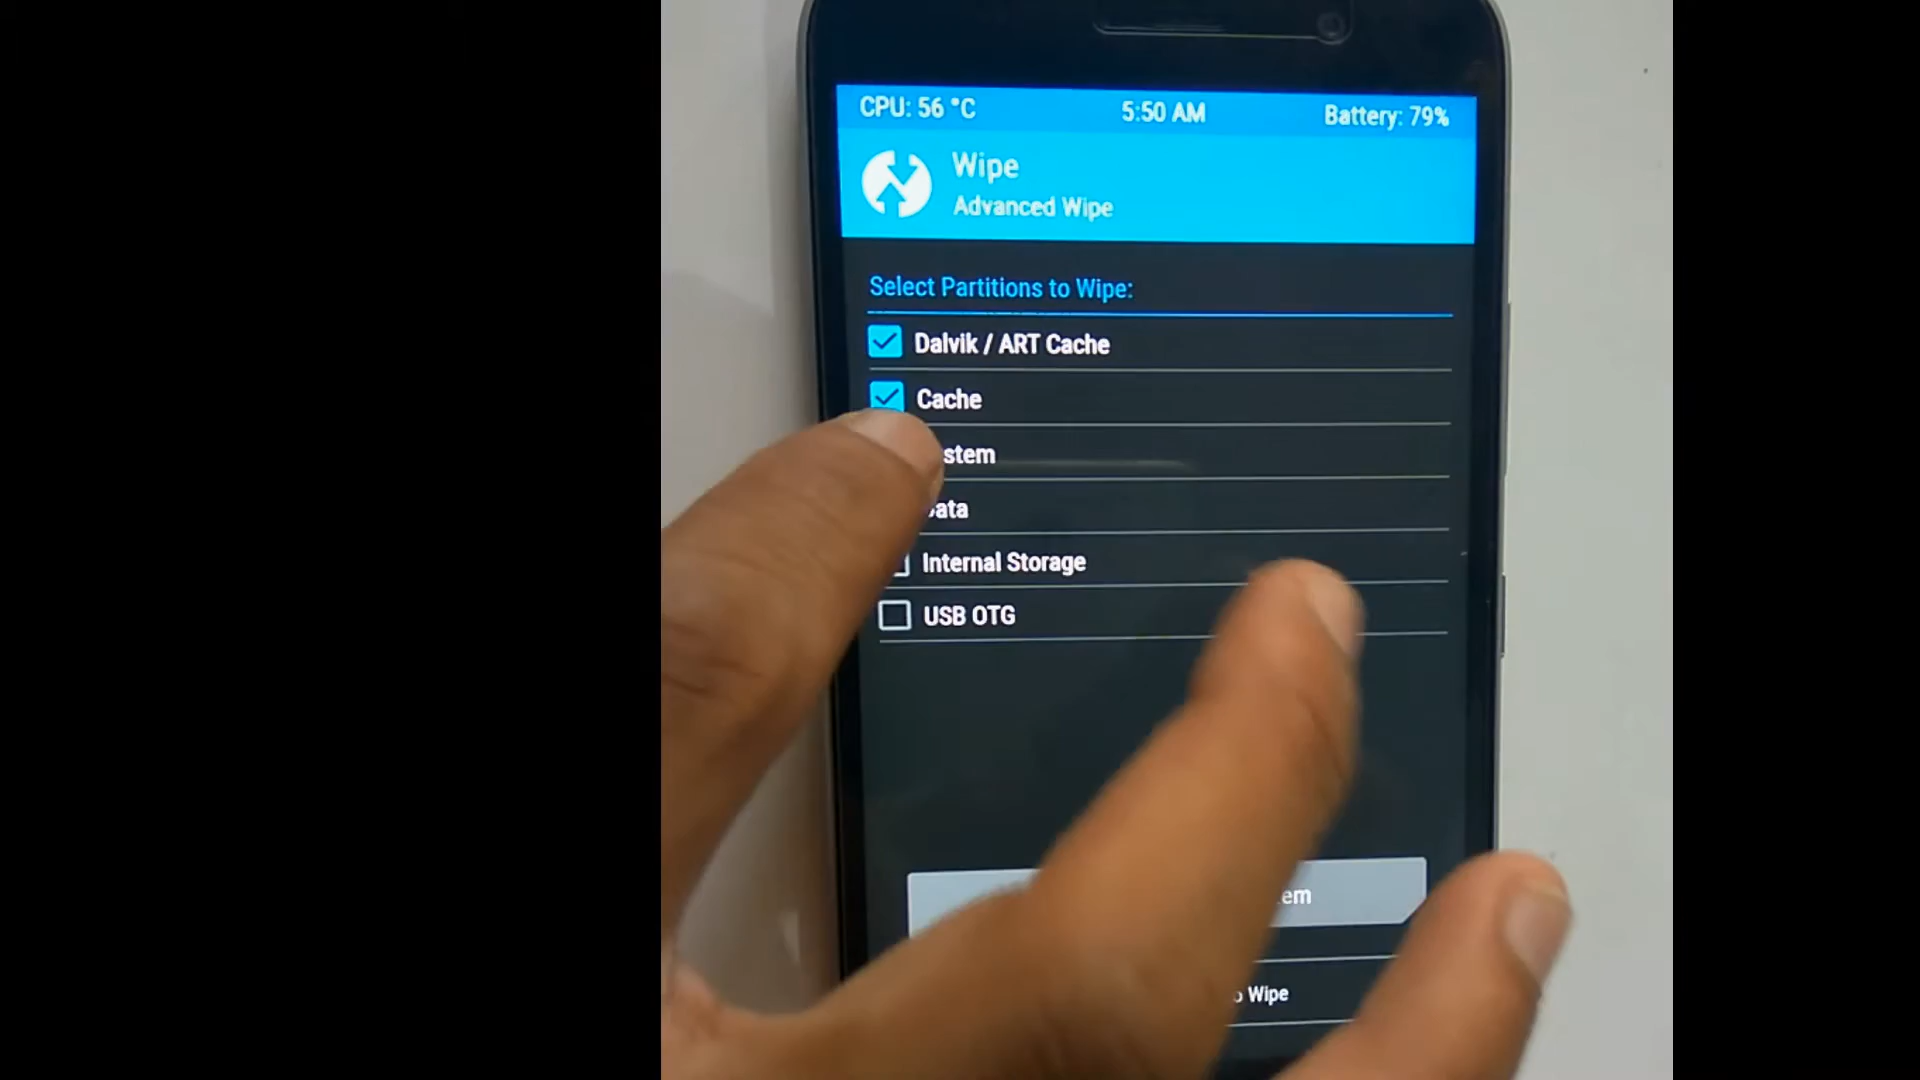 CPU: 56 °C 5:50 AM Battery: 79%
Wipe
Advanced Wipe
Select Partitions to Wipe:
Dalvik / ART Cache
Cache
stem
ata
Internal Storage
USB OTG
em
Wipe